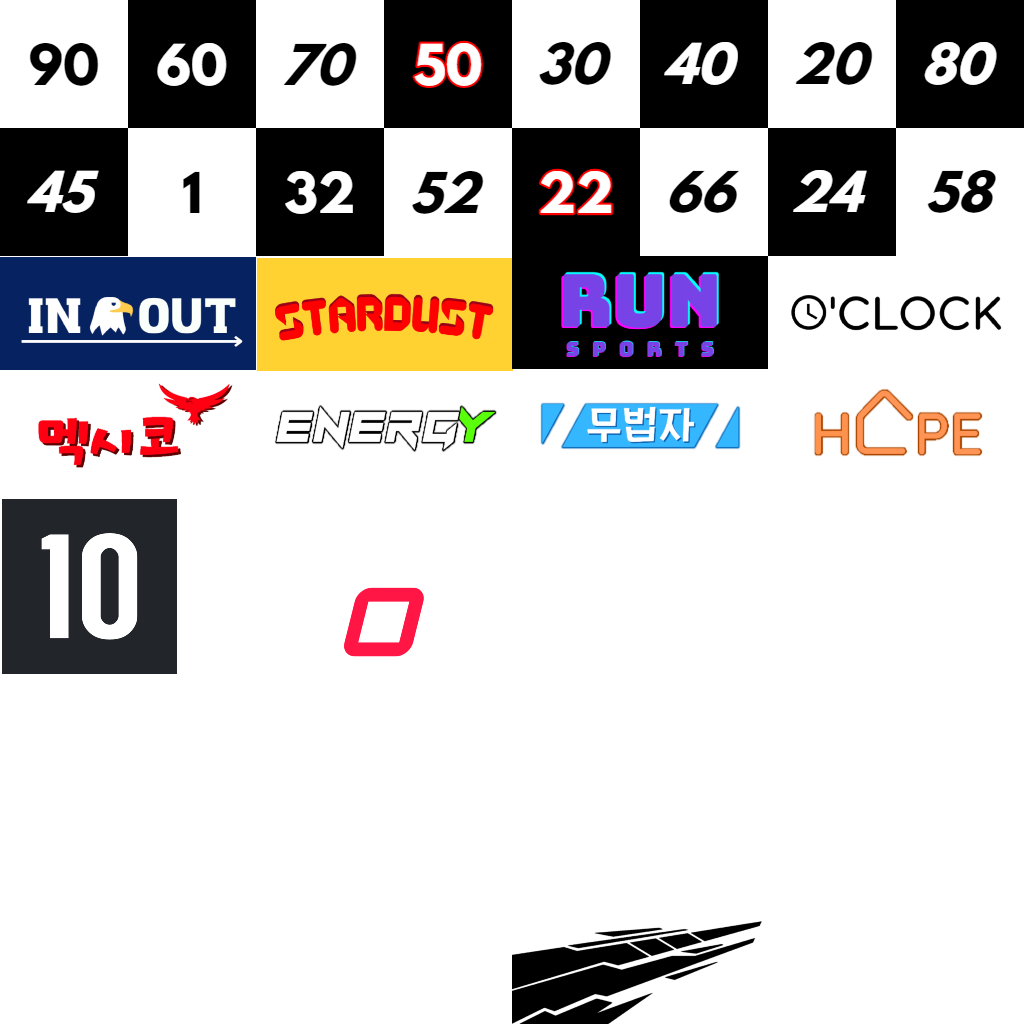 90 60 70 50 30 40 20 80
45 1 32 52 22 66 24 58
IN OUT STARDUST RUN O'CLOCK
SPORTS
멕시코 ENERGY 무법자 HOPE
10